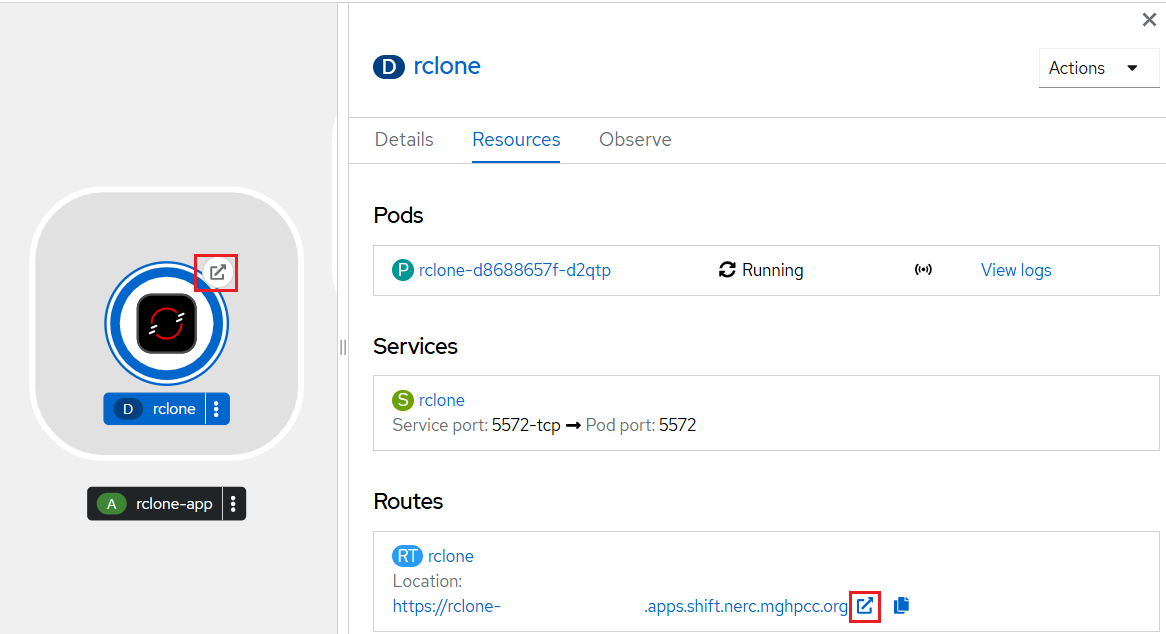 D rclone
Actions
Details Resources Observe
Pods
P rclone-d8688657f-d2qtp Running View logs
Services
S rclone
Service port: 5572-tcp → Pod port: 5572
Routes
RT rclone
Location:
https://rclone- .apps.shift.nerc.mghpcc.org
D rclone
A rclone-app